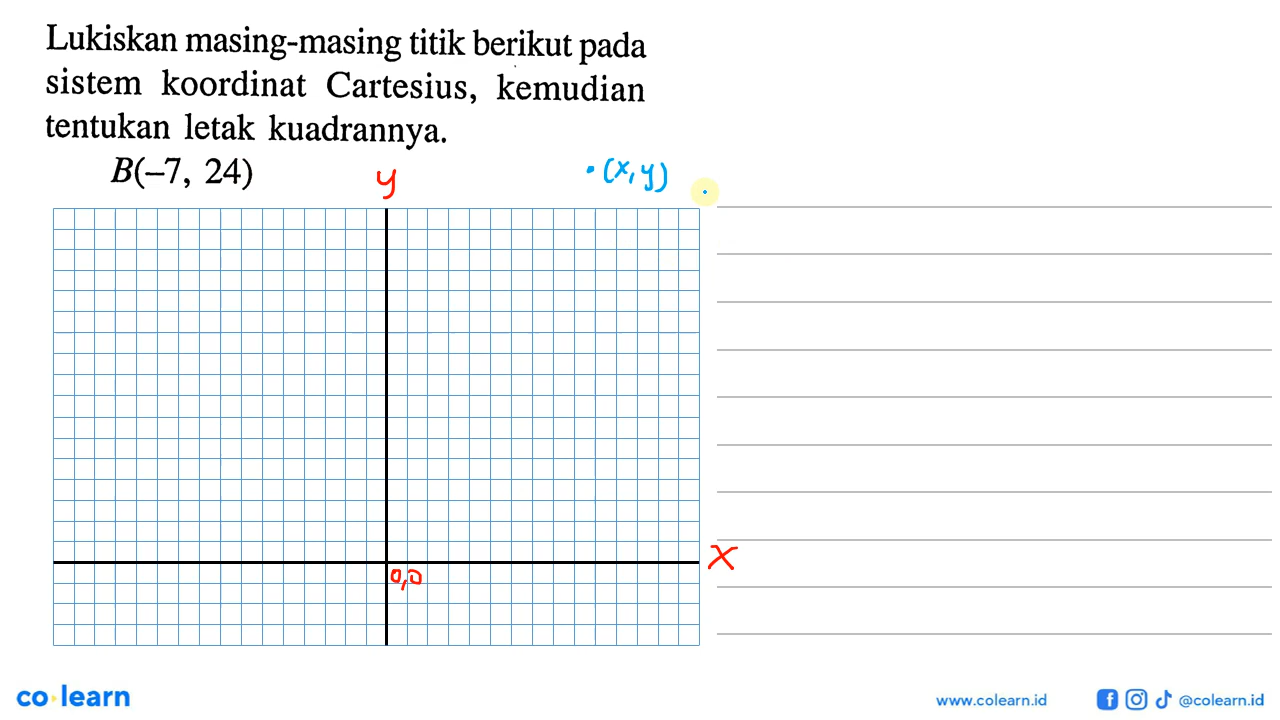 Lukiskan masing-masing titik berikut pada
sistem koordinat Cartesius, kemudian
tentukan letak kuadrannya.
B(–7, 24)
y
• (x, y)
x
0,0
co learn
www.colearn.id
@colearn.id